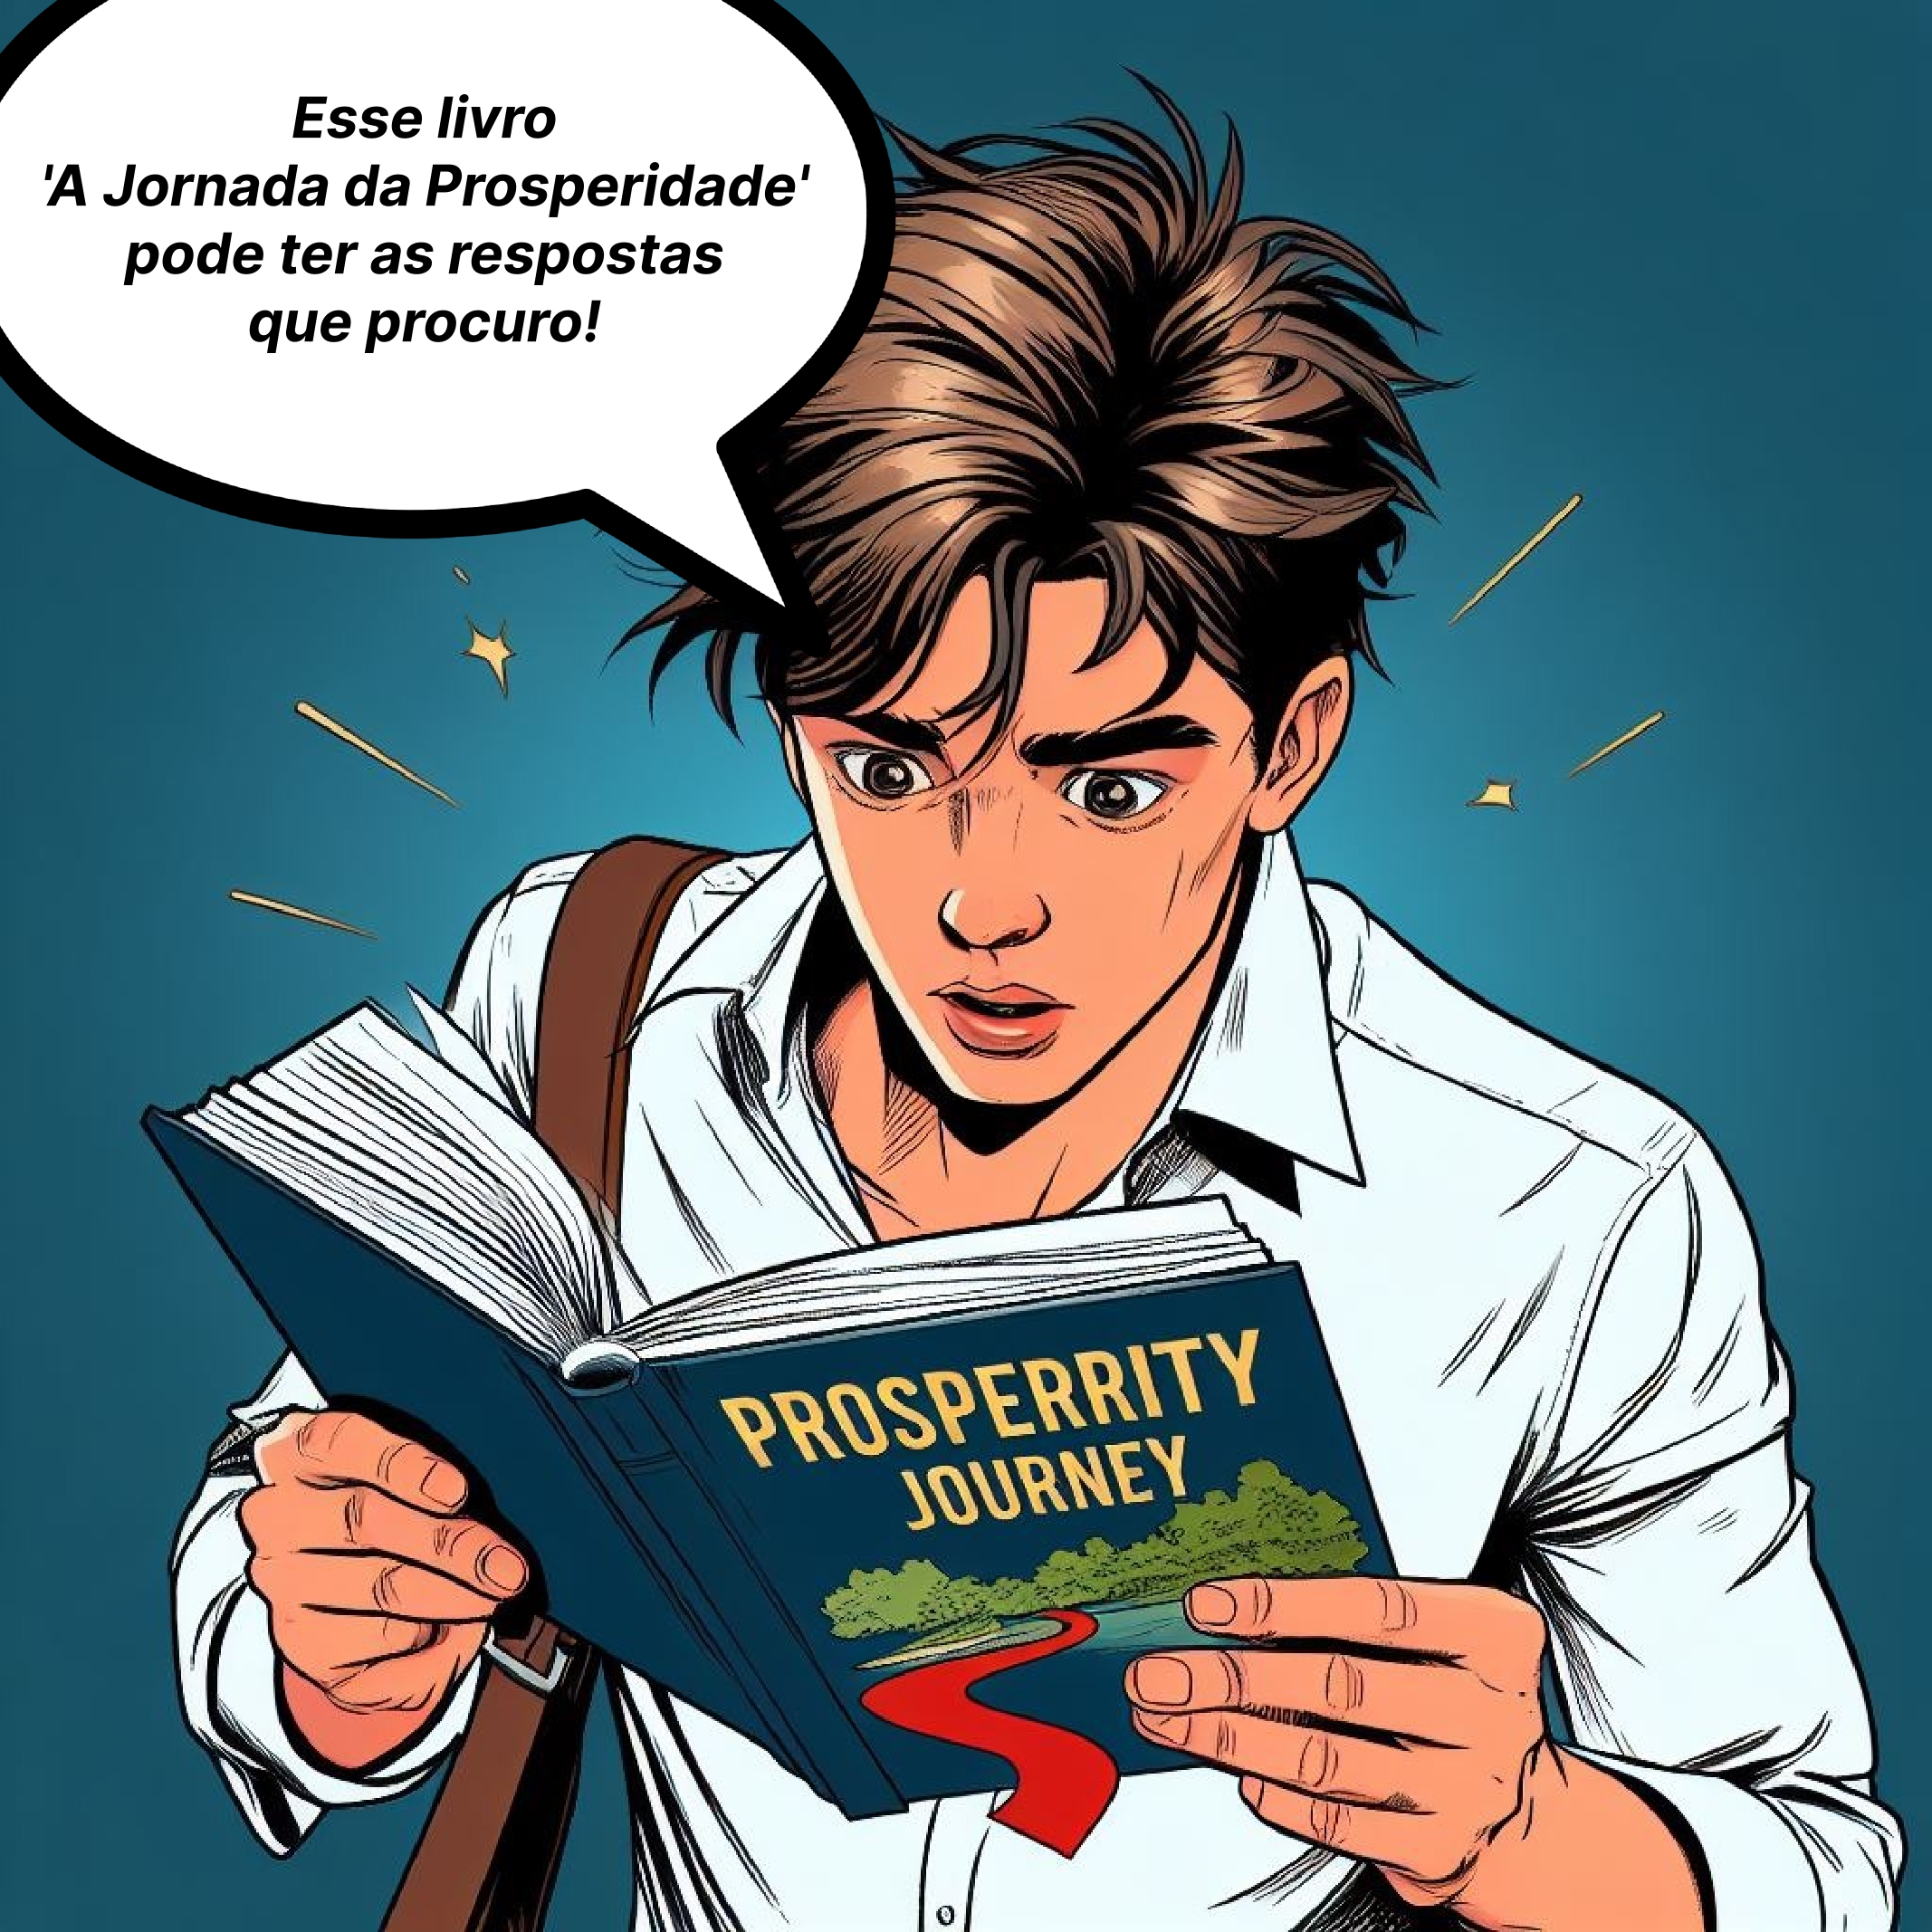 Esse livro
'A Jornada da Prosperidade'
pode ter as respostas
que procuro!
PROSPERRITY
JOURNEY